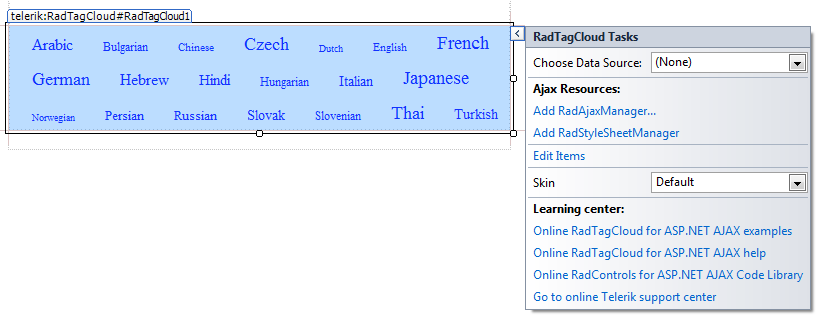 telerik:RadTagCloud#RadTagCloud1
Arabic Bulgarian Chinese Czech Dutch English French
German Hebrew Hindi Hungarian Italian Japanese
Norwegian Persian Russian Slovak Slovenian Thai Turkish
RadTagCloud Tasks
Choose Data Source: (None)
Ajax Resources:
Add RadAjaxManager...
Add RadStyleSheetManager
Edit Items
Skin Default
Learning center:
Online RadTagCloud for ASP.NET AJAX examples
Online RadTagCloud for ASP.NET AJAX help
Online RadControls for ASP.NET AJAX Code Library
Go to online Telerik support center